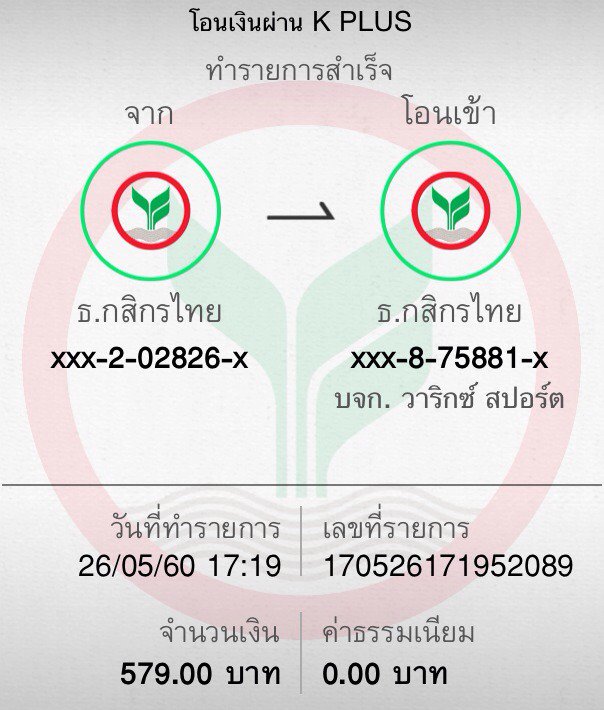 โอนเงินผ่าน K PLUS
ทำรายการสำเร็จ
จาก
โอนเข้า
ธ.กสิกรไทย
xxx-2-02826-x
ธ.กสิกรไทย
xxx-8-75881-x
บจก. วาริกซ์ สปอร์ต
วันที่ทำรายการ
26/05/60 17:19
เลขที่รายการ
170526171952089
จำนวนเงิน
579.00 บาท
ค่าธรรมเนียม
0.00 บาท